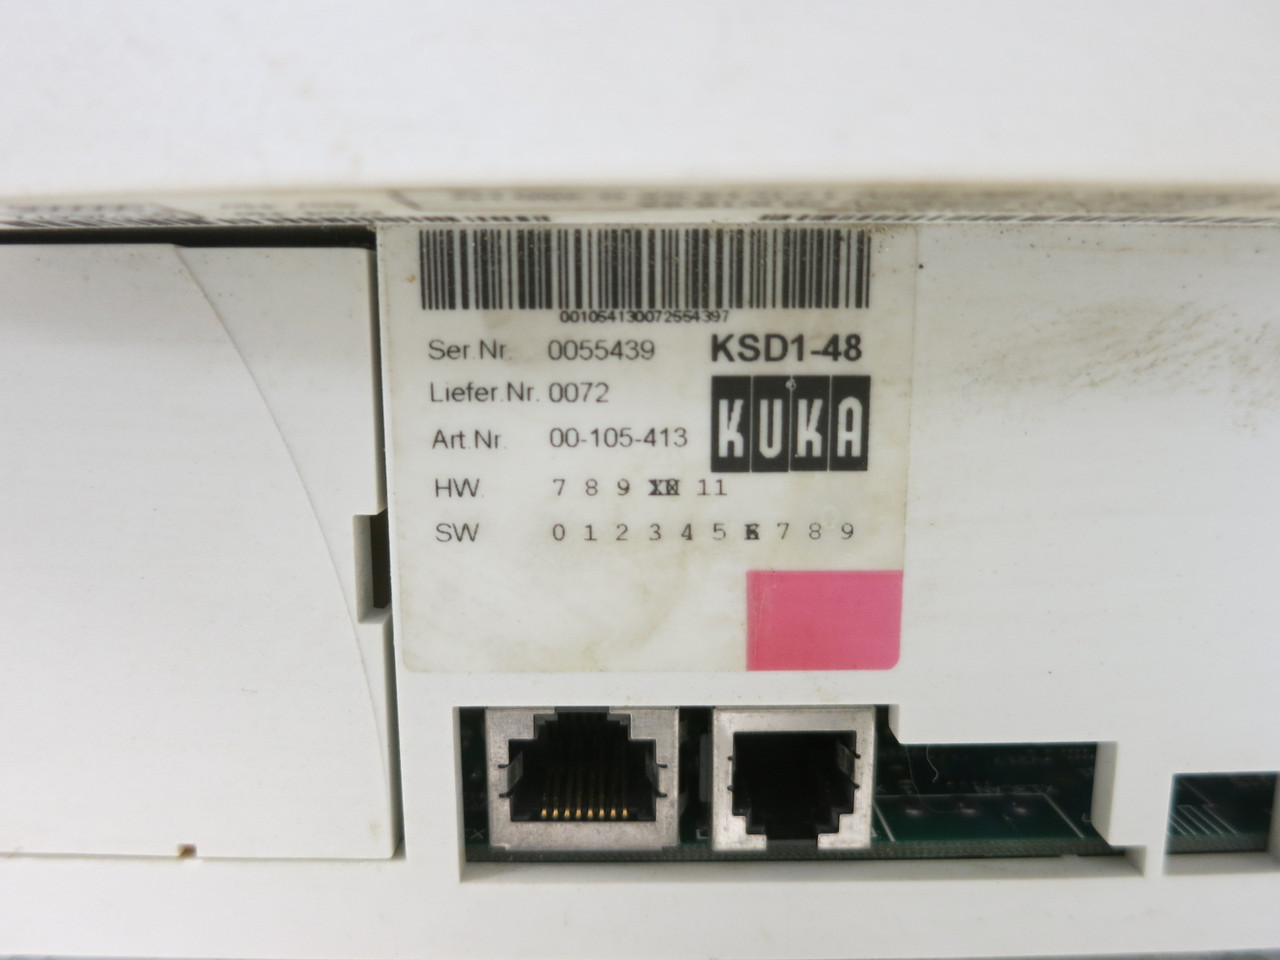 001054130072554397
Ser.Nr. 0055439 KSD1-48
Liefer.Nr. 0072
KUKA
Art.Nr. 00-105-413
HW. 7 8 9 11
SW 0 1 2 3 4 5 7 8 9